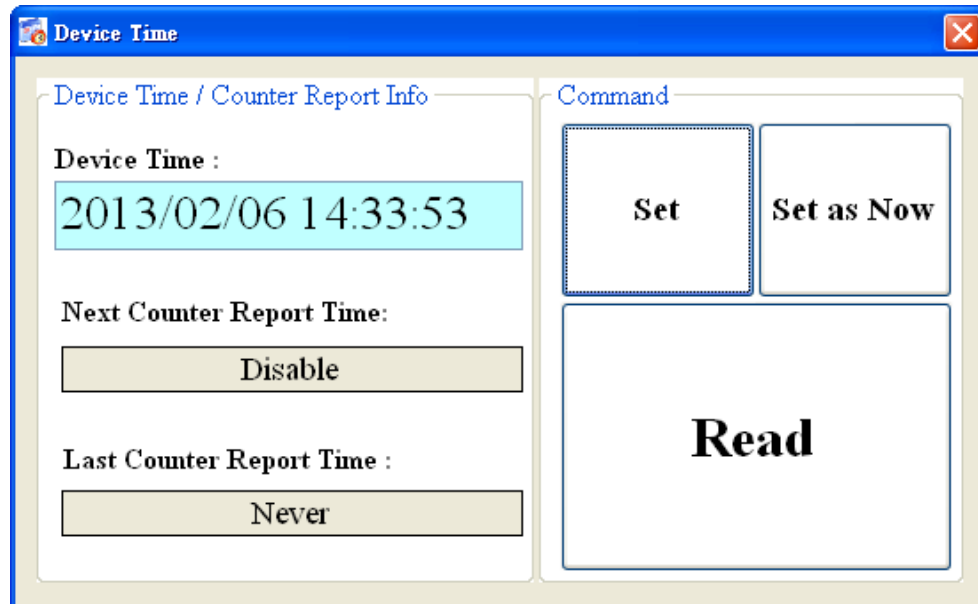 Device Time
Device Time / Counter Report Info
Device Time :
2013/02/06 14:33:53
Next Counter Report Time:
Disable
Last Counter Report Time :
Never
Command
Set
Set as Now
Read